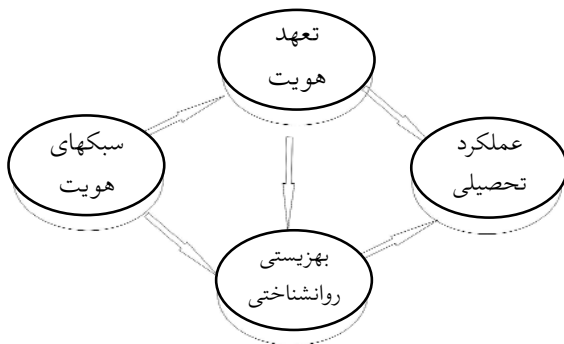 تعهد
هویت
سبکهای
هویت
عملکرد
تحصیلی
بهزیستی
روانشناختی